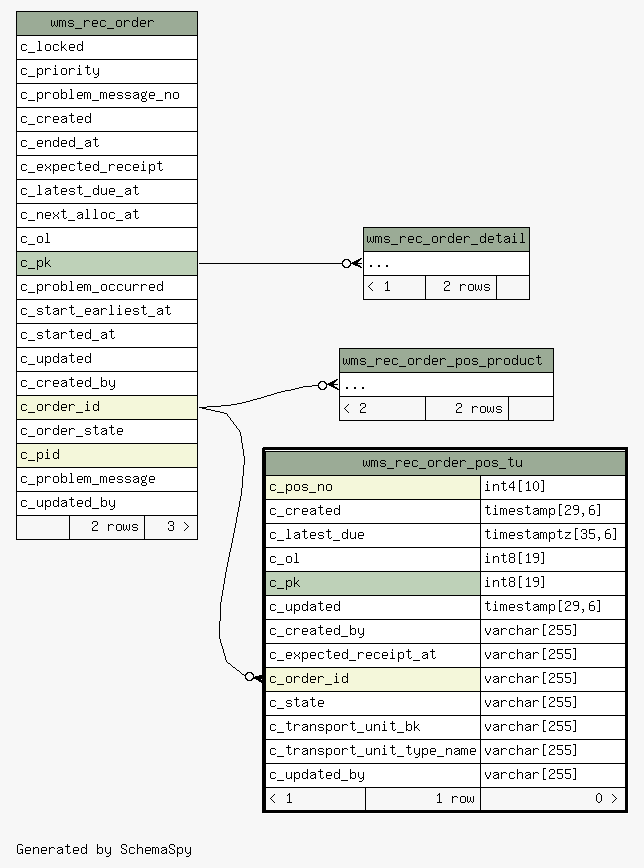 wms_rec_order
c_locked
c_priority
c_problem_message_no
c_created
c_ended_at
c_expected_receipt
c_latest_due_at
c_next_alloc_at
c_ol
c_pk
c_problem_occurred
c_start_earliest_at
c_started_at
c_updated
c_created_by
c_order_id
c_order_state
c_pid
c_problem_message
c_updated_by
2 rows 3 >
wms_rec_order_detail
...
< 1 2 rows
wms_rec_order_pos_product
...
< 2 2 rows
wms_rec_order_pos_tu
c_pos_no int4[10]
c_created timestamp[29,6]
c_latest_due timestamptz[35,6]
c_ol int8[19]
c_pk int8[19]
c_updated timestamp[29,6]
c_created_by varchar[255]
c_expected_receipt_at varchar[255]
c_order_id varchar[255]
c_state varchar[255]
c_transport_unit_bk varchar[255]
c_transport_unit_type_name varchar[255]
c_updated_by varchar[255]
< 1 1 row 0 >
Generated by SchemaSpy